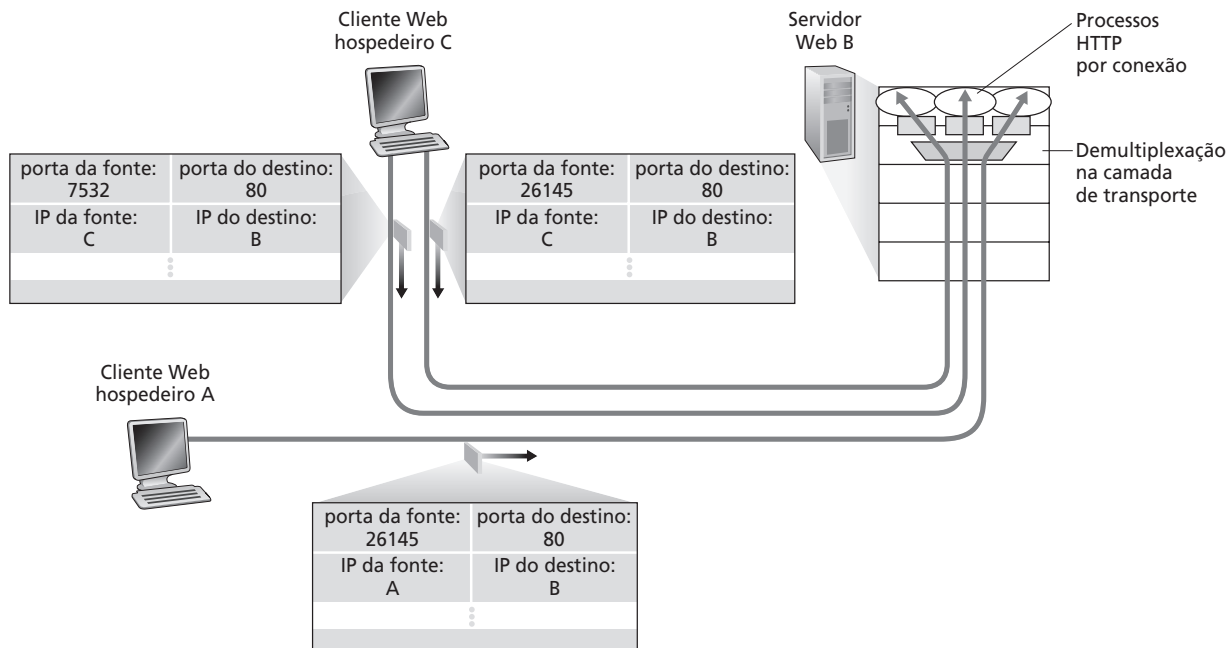 Cliente Web
hospedeiro C
Servidor
Web B
Processos
HTTP
por conexão
Demultiplexação
na camada
de transporte
porta da fonte:
7532
porta do destino:
80
IP da fonte:
C
IP do destino:
B
porta da fonte:
26145
porta do destino:
80
IP da fonte:
C
IP do destino:
B
Cliente Web
hospedeiro A
porta da fonte:
26145
porta do destino:
80
IP da fonte:
A
IP do destino:
B